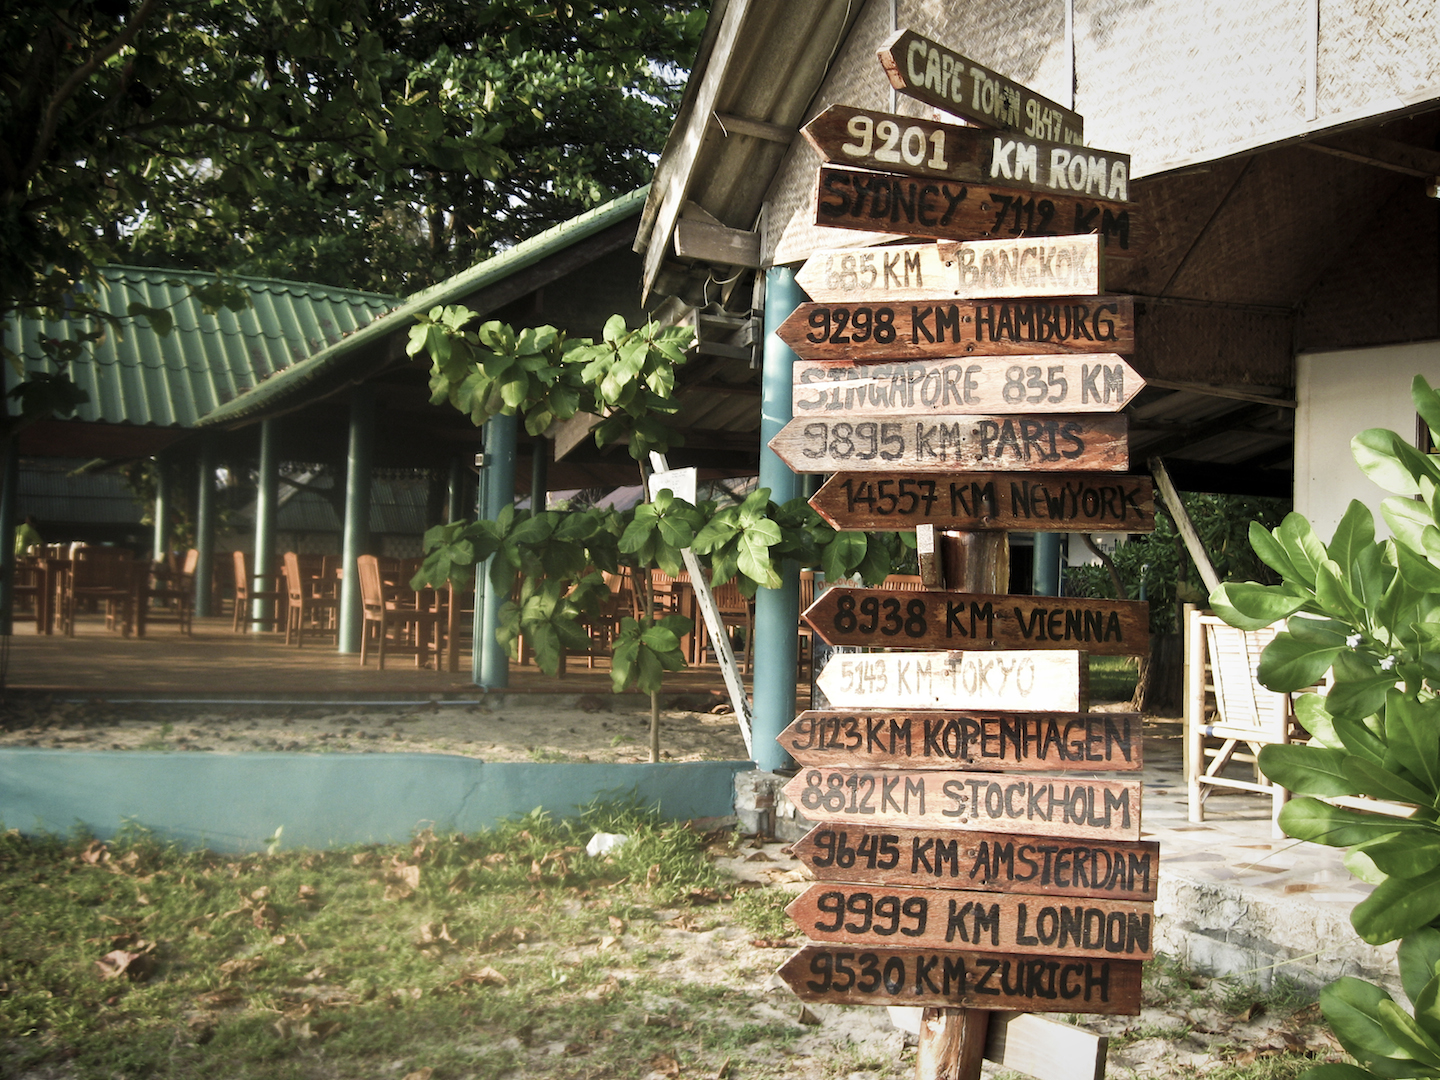 CAPE TOWN 9647 KM
9201 KM ROMA
SYDNEY 7112 KM
685 KM BANGKOK
9298 KM HAMBURG
SINGAPORE 835 KM
9895 KM PARIS
14557 KM NEWYORK
8938 KM VIENNA
5143 KM TOKYO
9123 KM KOPENHAGEN
8812 KM STOCKHOLM
9645 KM AMSTERDAM
9999 KM LONDON
9530 KM ZURICH